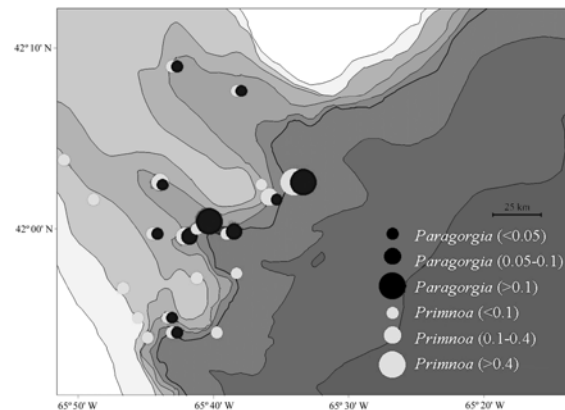 42° 10' N
25 km
42° 00' N
Paragorgia (<0.05)
Paragorgia (0.05-0.1)
Paragorgia (>0.1)
Primnoa (<0.1)
Primnoa (0.1-0.4)
Primnoa (>0.4)
65° 50' W
65° 40' W
65° 30' W
65° 20' W